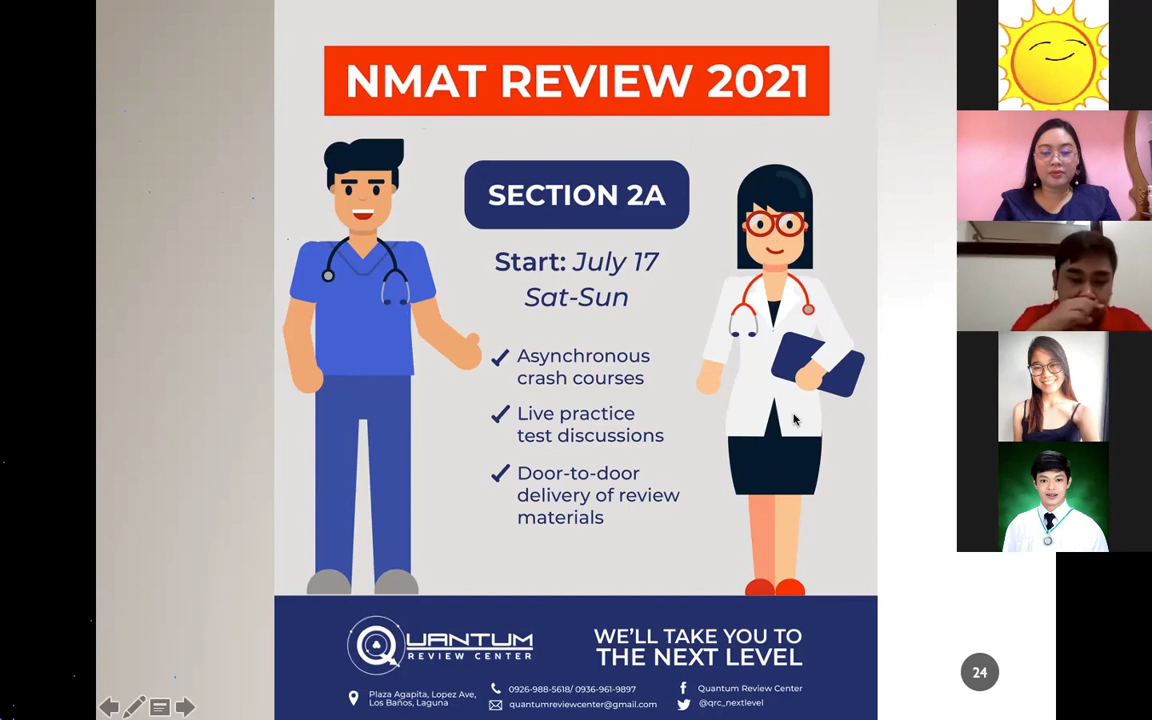 NMAT REVIEW 2021
SECTION 2A
Start: July 17
Sat-Sun
Asynchronous
crash courses
Live practice
test discussions
Door-to-door
delivery of review
materials
QUANTUM
REVIEW CENTER
WE'LL TAKE YOU TO
THE NEXT LEVEL
Plaza Agapita, Lopez Ave,
Los Baños, Laguna
0926-988-5618/ 0936-961-9897
quantumreviewcenter@gmail.com
Quantum Review Center
@qrc_nextlevel
24